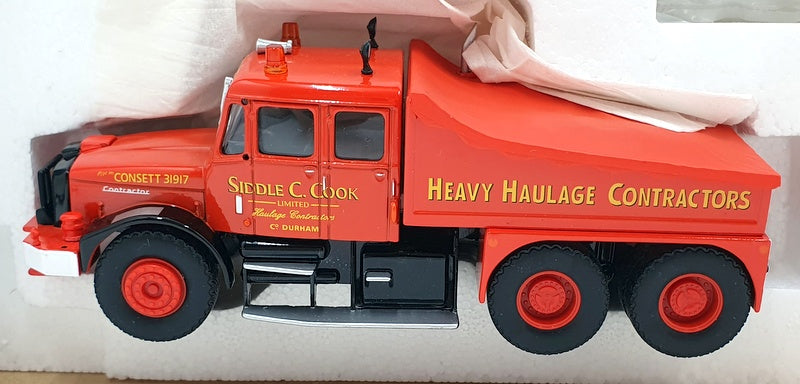 CONSETT 31917
Contractor
SIDDLE C. COOK
LIMITED
Haulage Contractors
Co DURHAM
HEAVY HAULAGE CONTRACTORS